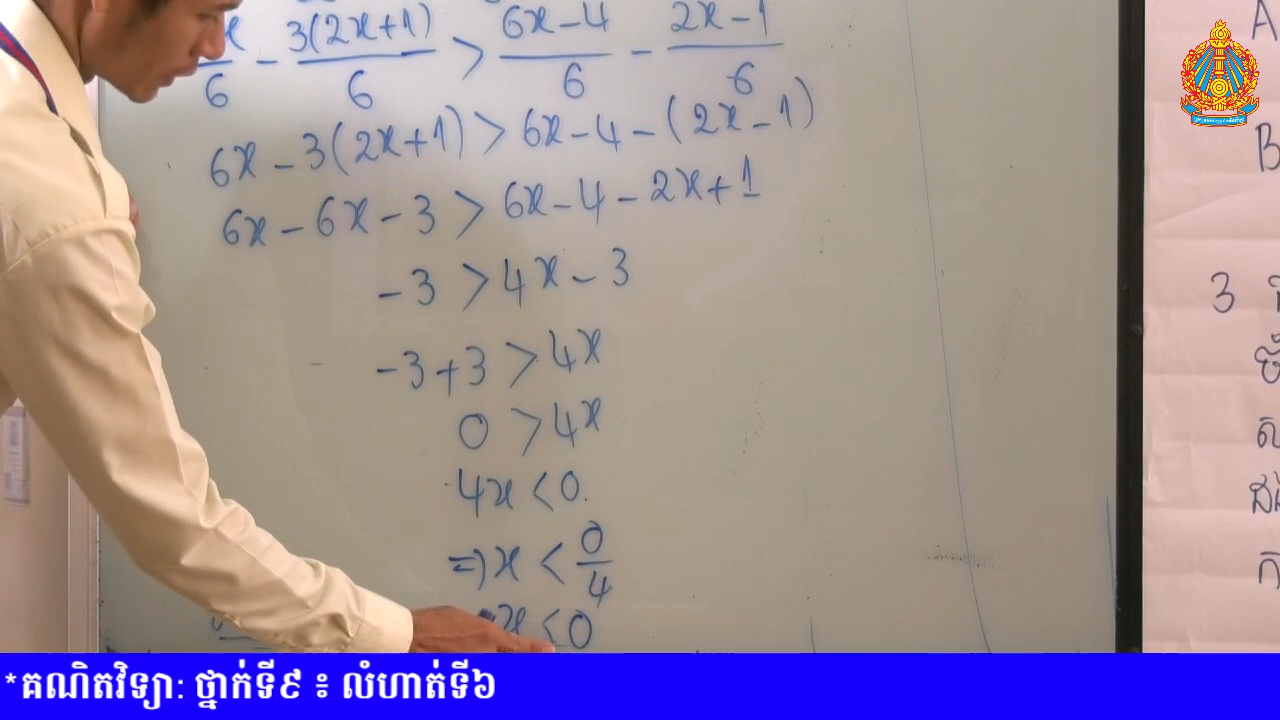 x/6 - 3(2x+1)/6 > 6x-4/6 - 2x-1/6
6x - 3(2x+1) > 6x-4-(2x-1)
6x - 6x - 3 > 6x-4-2x+1
-3 > 4x - 3
-3+3 > 4x
0 > 4x
4x < 0.
=> x < 0/4
x < 0
A
B
3
*គណិតវិទ្យា: ថ្នាក់ទី៩ ៖ លំហាត់ទី៦